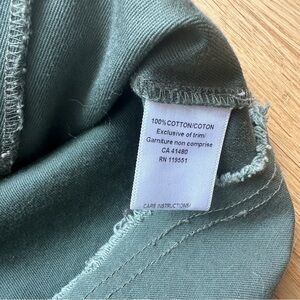 100% COTTON/COTON
Exclusive of trim/
Garniture non comprise
CA 41480
RN 119551
CARE INSTRUCTIONS/